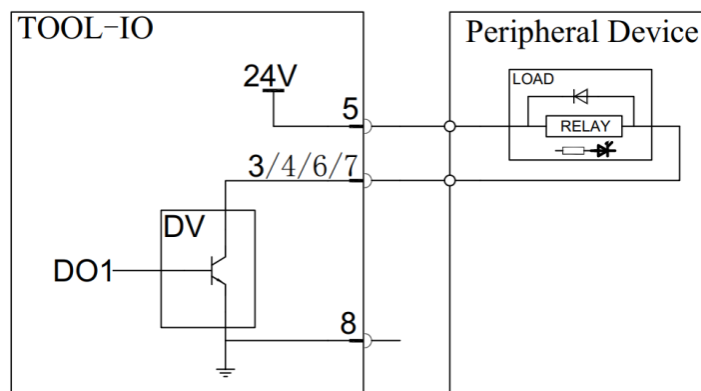 TOOL-IO
Peripheral Device
LOAD
24V
5
RELAY
3/4/6/7
DV
DO1
8